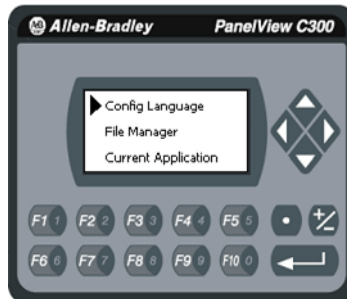 Allen-Bradley PanelView C300
Config Language
File Manager
Current Application
F1 1 F2 2 F3 3 F4 4 F5 5 • +/-
F6 6 F7 7 F8 8 F9 9 F10 0